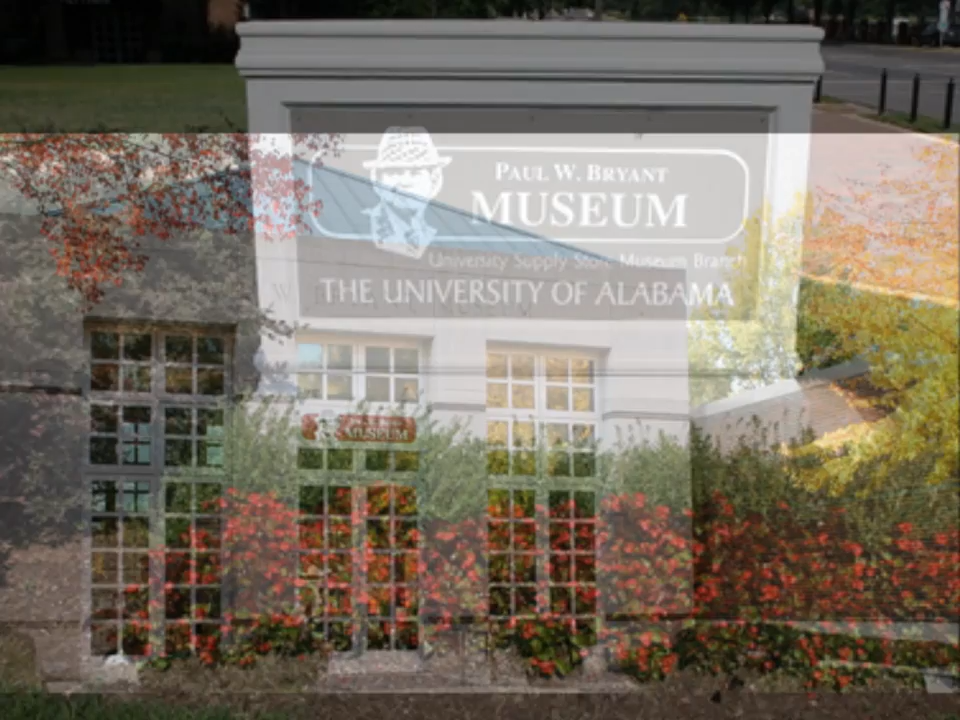 PAUL W. BRYANT
MUSEUM
University Supply Store Museum Branch
THE UNIVERSITY OF ALABAMA
MUSEUM